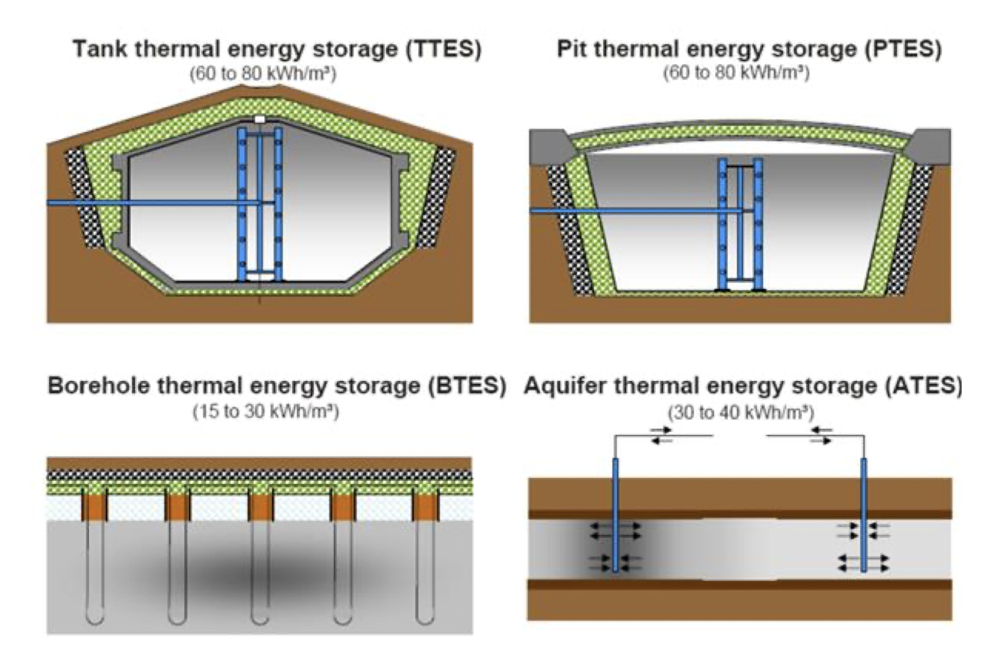 Tank thermal energy storage (TTES)
(60 to 80 kWh/m³)
Pit thermal energy storage (PTES)
(60 to 80 kWh/m³)
Borehole thermal energy storage (BTES)
(15 to 30 kWh/m³)
Aquifer thermal energy storage (ATES)
(30 to 40 kWh/m³)